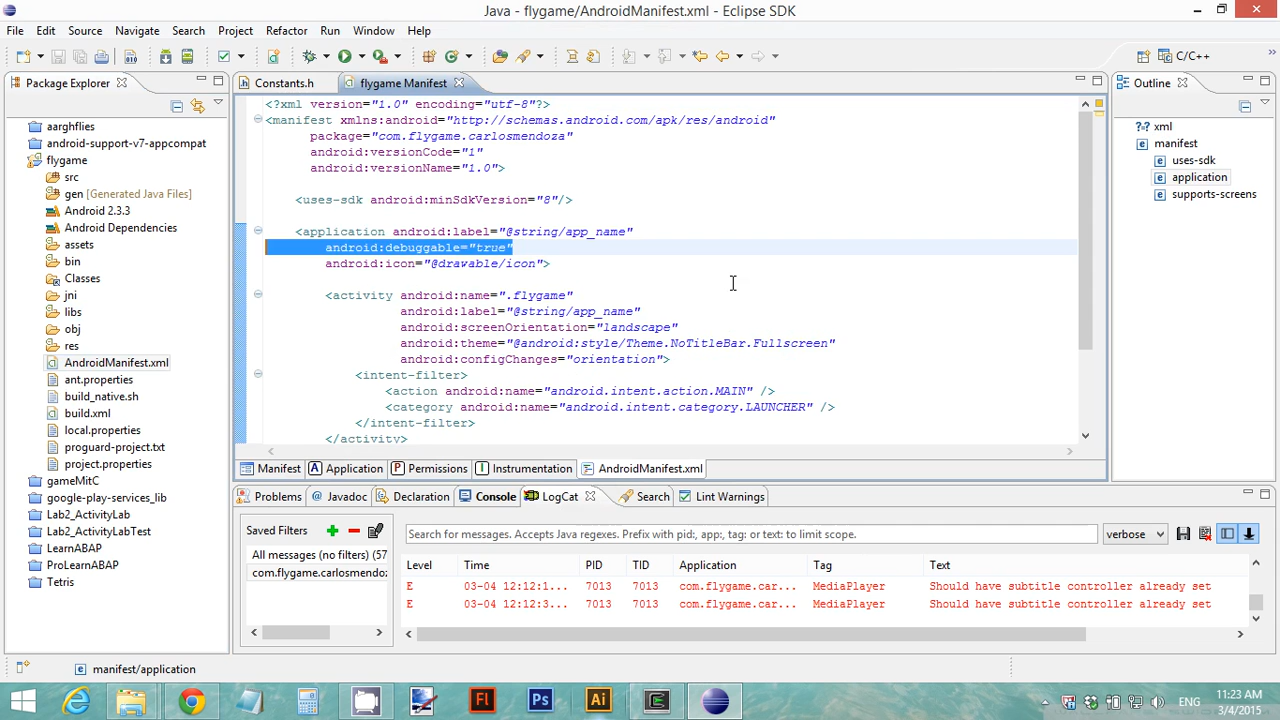 Java - flygame/AndroidManifest.xml - Eclipse SDK
File Edit Source Navigate Search Project Refactor Run Window Help
C/C++
Package Explorer
Constants.h
flygame Manifest
Outline
aarghflies
android-support-v7-appcompat
flygame
src
gen [Generated Java Files]
Android 2.3.3
Android Dependencies
assets
bin
Classes
jni
libs
obj
res
AndroidManifest.xml
ant.properties
build_native.sh
build.xml
local.properties
proguard-project.txt
project.properties
gameMitC
google-play-services_lib
Lab2_ActivityLab
Lab2_ActivityLabTest
LearnABAP
ProLearnABAP
Tetris
<?xml version="1.0" encoding="utf-8"?>
<manifest xmlns:android="http://schemas.android.com/apk/res/android"
package="com.flygame.carlosmendoza"
android:versionCode="1"
android:versionName="1.0">
<uses-sdk android:minSdkVersion="8"/>
<application android:label="@string/app_name"
android:debuggable="true"
android:icon="@drawable/icon">
<activity android:name=".flygame"
android:label="@string/app_name"
android:screenOrientation="landscape"
android:theme="@android:style/Theme.NoTitleBar.Fullscreen"
android:configChanges="orientation">
<intent-filter>
<action android:name="android.intent.action.MAIN" />
<category android:name="android.intent.category.LAUNCHER" />
</intent-filter>
</activity>
xml
manifest
uses-sdk
application
supports-screens
Manifest Application Permissions Instrumentation AndroidManifest.xml
Problems Javadoc Declaration Console LogCat Search Lint Warnings
Saved Filters
All messages (no filters) (57
com.flygame.carlosmendoz
Search for messages. Accepts Java regexes. Prefix with pid:, app:, tag: or text: to limit scope.
verbose
Level Time PID TID Application Tag Text
E 03-04 12:12:1... 7013 7013 com.flygame.car... MediaPlayer Should have subtitle controller already set
E 03-04 12:12:3... 7013 7013 com.flygame.car... MediaPlayer Should have subtitle controller already set
manifest/application
Fl
Ps
Ai
11:23 AM
3/4/2015